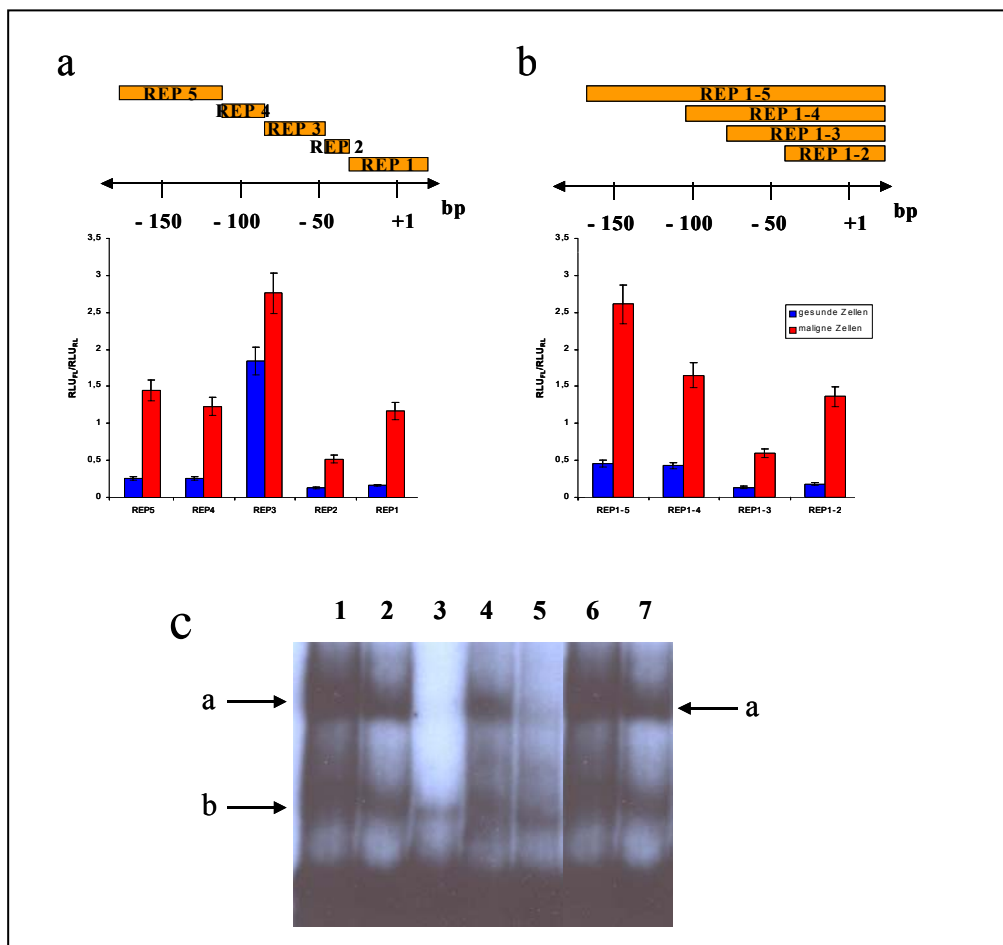 a
REP 5
REP 4
REP 3
REP 2
REP 1
bp
- 150
- 100
- 50
+1
3,5
3
2,5
2
1,5
1
0,5
0
RLU_FL/RLU_RL
REP5
REP4
REP3
REP2
REP1
b
REP 1-5
REP 1-4
REP 1-3
REP 1-2
bp
- 150
- 100
- 50
+1
3,5
3
2,5
2
1,5
1
0,5
0
RLU_FL/RLU_RL
gesunde Zellen
maligne Zellen
REP1-5
REP1-4
REP1-3
REP1-2
c
1 2 3 4 5 6 7
a
a
b